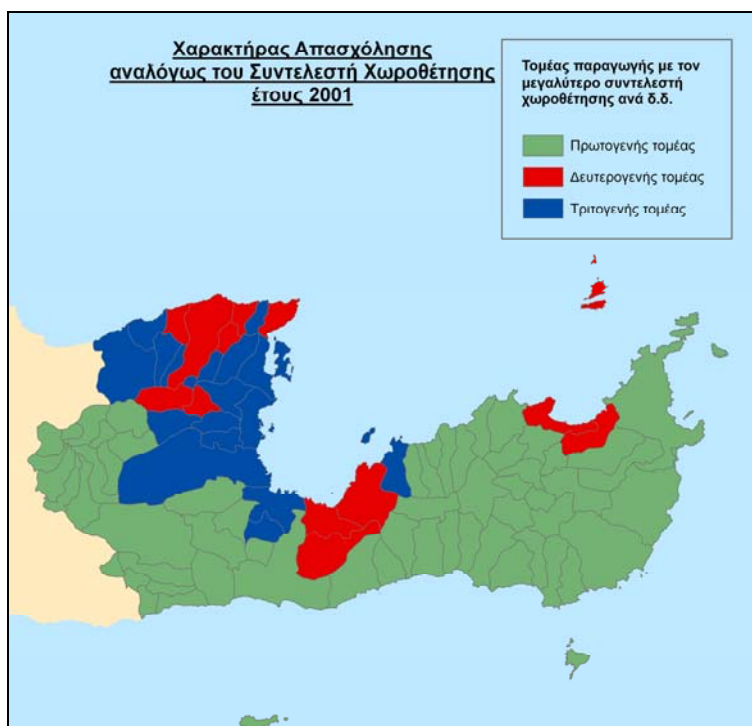 Χαρακτήρας Απασχόλησης
αναλόγως του Συντελεστή Χωροθέτησης
έτους 2001
Τομέας παραγωγής με τον
μεγαλύτερο συντελεστή
χωροθέτησης ανά δ.δ.
Πρωτογενής τομέας
Δευτερογενής τομέας
Τριτογενής τομέας